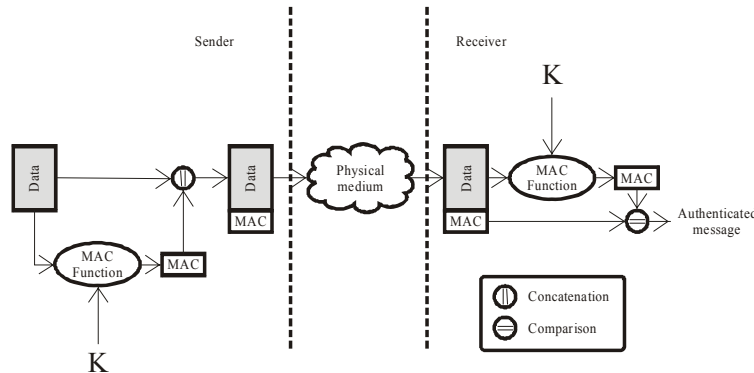 Sender
Receiver
K
Data
Data
MAC
Physical
medium
Data
MAC
MAC
Function
MAC
Authenticated
message
MAC
Function
MAC
K
Concatenation
Comparison